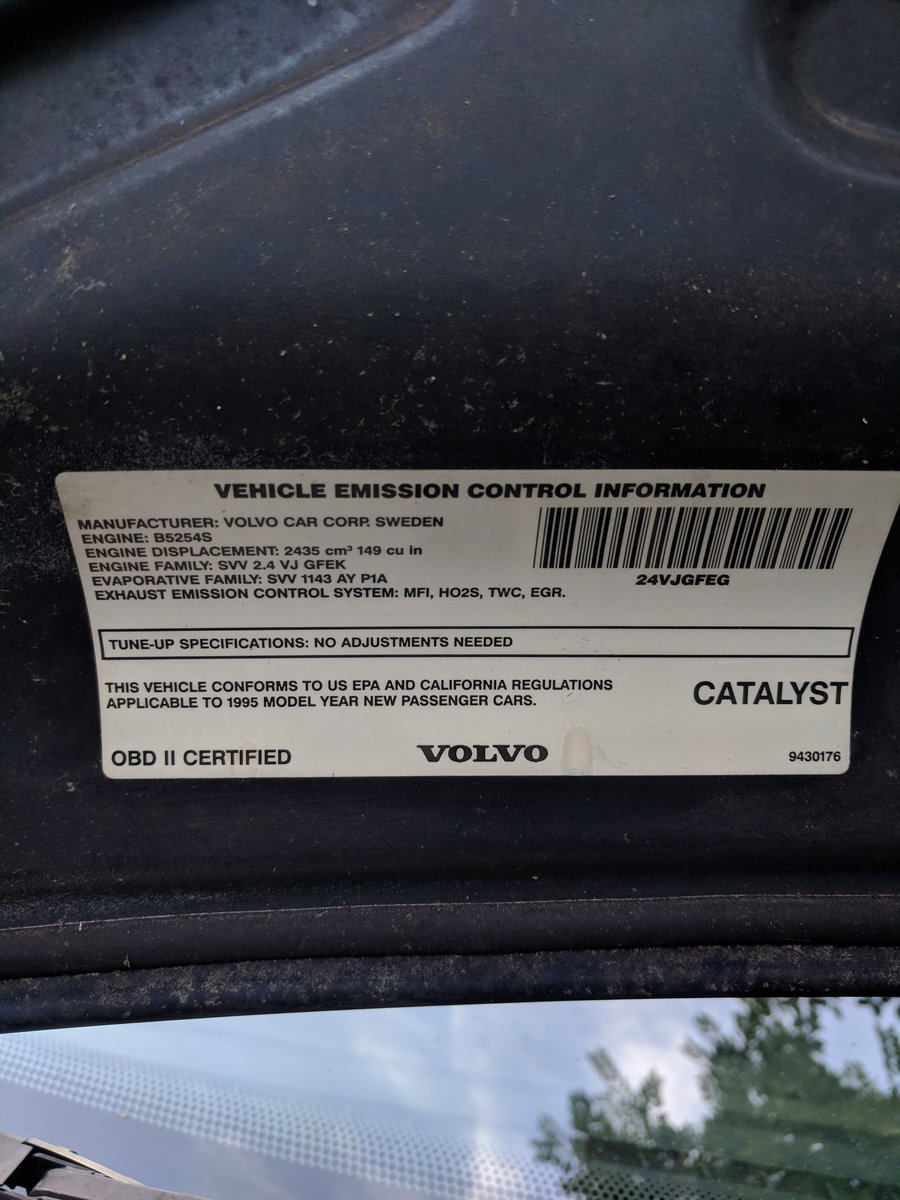 VEHICLE EMISSION CONTROL INFORMATION
MANUFACTURER: VOLVO CAR CORP. SWEDEN
ENGINE: B5254S
ENGINE DISPLACEMENT: 2435 cm³ 149 cu in
ENGINE FAMILY: SVV 2.4 VJ GFEK
EVAPORATIVE FAMILY: SVV 1143 AY P1A
EXHAUST EMISSION CONTROL SYSTEM: MFI, HO2S, TWC, EGR.
24VJGFEG
TUNE-UP SPECIFICATIONS: NO ADJUSTMENTS NEEDED
THIS VEHICLE CONFORMS TO US EPA AND CALIFORNIA REGULATIONS
APPLICABLE TO 1995 MODEL YEAR NEW PASSENGER CARS.
CATALYST
OBD II CERTIFIED
VOLVO
9430176